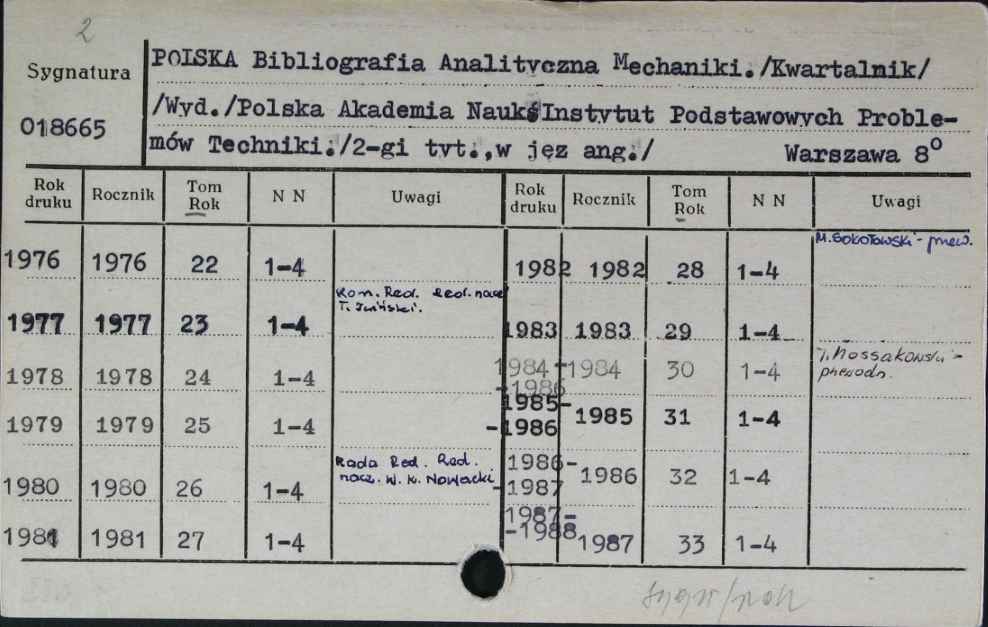 2
Sygnatura
018665
POLSKA Bibliografia Analityczna Mechaniki./Kwartalnik/
/Wyd./Polska Akademia Nauk Instytut Podstawowych Proble-
mów Techniki./2-gi tyt.,w jęz ang./ Warszawa 8°
Rok druku Rocznik Tom Rok N N Uwagi Rok druku Rocznik Tom Rok N N Uwagi
1976 1976 22 1-4 1982 1982 28 1-4 M. Sokołowski - przew.
1977 1977 23 1-4 Kom. Red. Red. nacz. T. 1983 1983 29 1-4
1978 1978 24 1-4 1984- -1986 1984 30 1-4 J. Mossakowski - przewodn.
1979 1979 25 1-4 1985- -1986 1985 31 1-4
1980 1980 26 1-4 Rada Red. Red. nacz. W. K. Nowacki 1986- -1987 1986 32 1-4
1981 1981 27 1-4 1987- -1988 1987 33 1-4